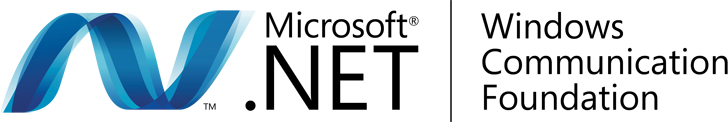 Microsoft®
.NET
™
Windows
Communication
Foundation